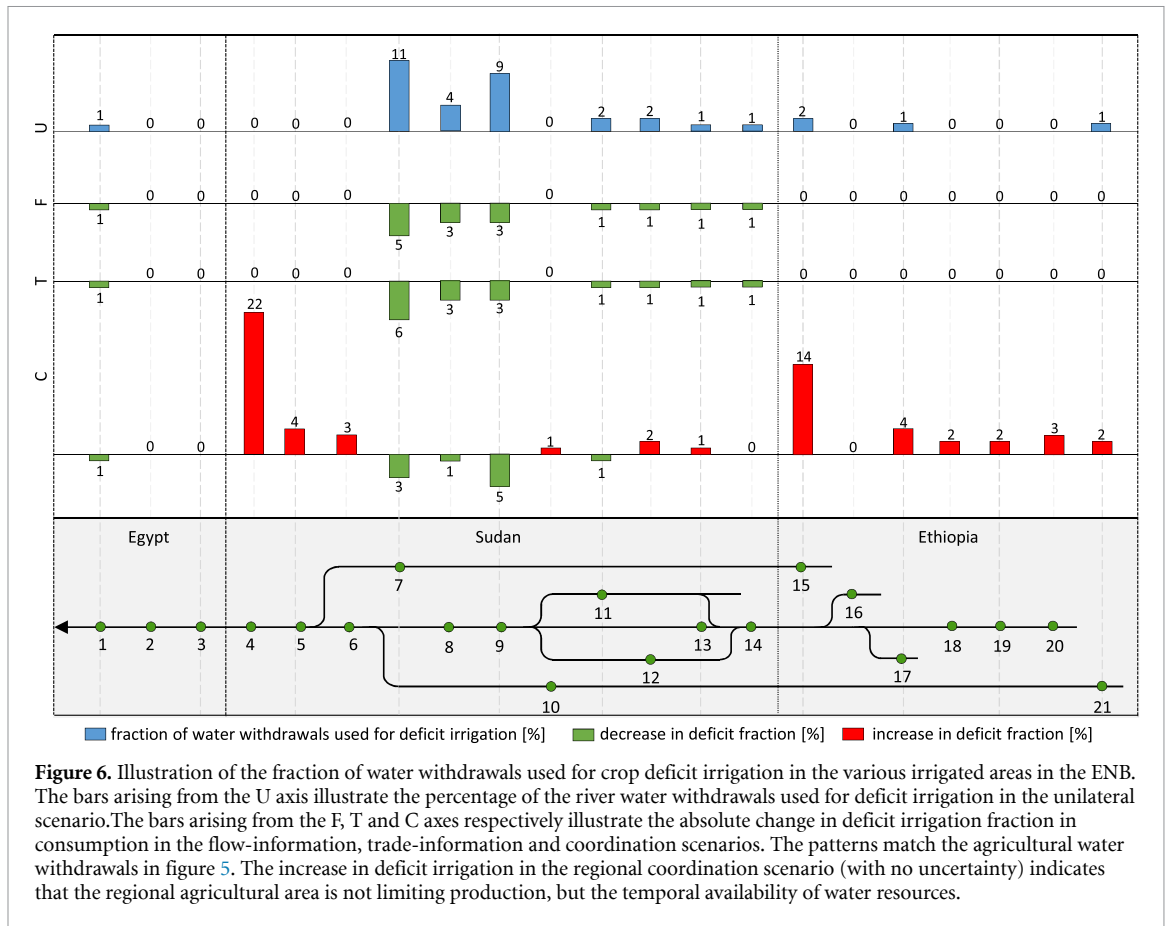 11
9
4
1 0 0 0 0 0 0 2 2 1 1 2 0 1 0 0 0 1
U
0 0 0 0 0 0 0 0 0 0 0 0 0
F
1 5 3 3 1 1 1 1
0 0 0 0 0 0 0 0 0 0 0 0 0
T
1 6 3 3 1 1 1 1
22
14
C
0 0 4 3 1 2 1 0 0 4 2 2 3 2
1 3 1 5 1
Egypt Sudan Ethiopia
7 15
11 16
1 2 3 4 5 6 8 9 13 14 18 19 20
12 17
10 21
fraction of water withdrawals used for deficit irrigation [%] decrease in deficit fraction [%] increase in deficit fraction [%]
Figure 6. Illustration of the fraction of water withdrawals used for crop deficit irrigation in the various irrigated areas in the ENB.
The bars arising from the U axis illustrate the percentage of the river water withdrawals used for deficit irrigation in the unilateral
scenario.The bars arising from the F, T and C axes respectively illustrate the absolute change in deficit irrigation fraction in
consumption in the flow-information, trade-information and coordination scenarios. The patterns match the agricultural water
withdrawals in figure 5. The increase in deficit irrigation in the regional coordination scenario (with no uncertainty) indicates
that the regional agricultural area is not limiting production, but the temporal availability of water resources.